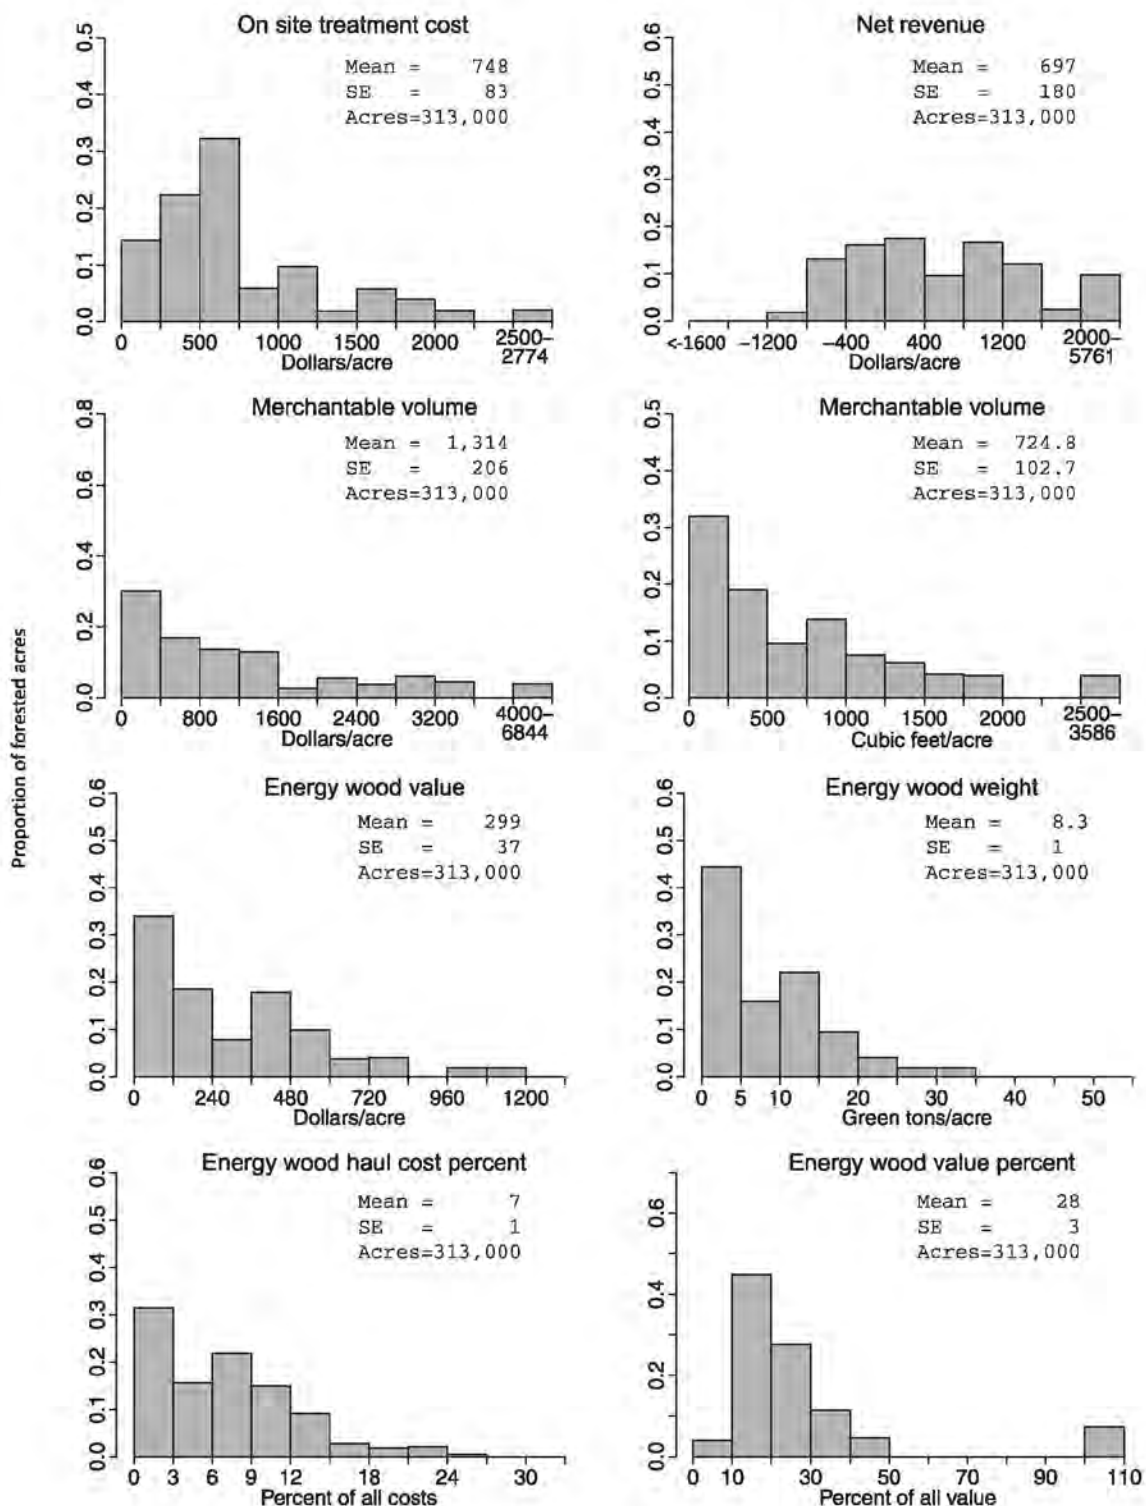 Proportion of forested acres
On site treatment cost
Mean = 748
SE = 83
Acres=313,000
0.5
0.4
0.3
0.2
0.1
0.0
0 500 1000 1500 2000 2500–
2774
Dollars/acre
Net revenue
Mean = 697
SE = 180
Acres=313,000
0.6
0.5
0.4
0.3
0.2
0.1
0.0
<-1600 –1200 –400 400 1200 2000–
5761
Dollars/acre
Merchantable volume
Mean = 1,314
SE = 206
Acres=313,000
0.8
0.6
0.4
0.2
0.0
0 800 1600 2400 3200 4000–
6844
Dollars/acre
Merchantable volume
Mean = 724.8
SE = 102.7
Acres=313,000
0.5
0.4
0.3
0.2
0.1
0.0
0 500 1000 1500 2000 2500–
3586
Cubic feet/acre
Energy wood value
Mean = 299
SE = 37
Acres=313,000
0.6
0.5
0.4
0.3
0.2
0.1
0.0
0 240 480 720 960 1200
Dollars/acre
Energy wood weight
Mean = 8.3
SE = 1
Acres=313,000
0.6
0.5
0.4
0.3
0.2
0.1
0.0
0 5 10 20 30 40 50
Green tons/acre
Energy wood haul cost percent
Mean = 7
SE = 1
Acres=313,000
0.6
0.5
0.4
0.3
0.2
0.1
0.0
0 3 6 9 12 18 24 30
Percent of all costs
Energy wood value percent
Mean = 28
SE = 3
Acres=313,000
0.6
0.4
0.2
0.0
0 10 30 50 70 90 110
Percent of all value